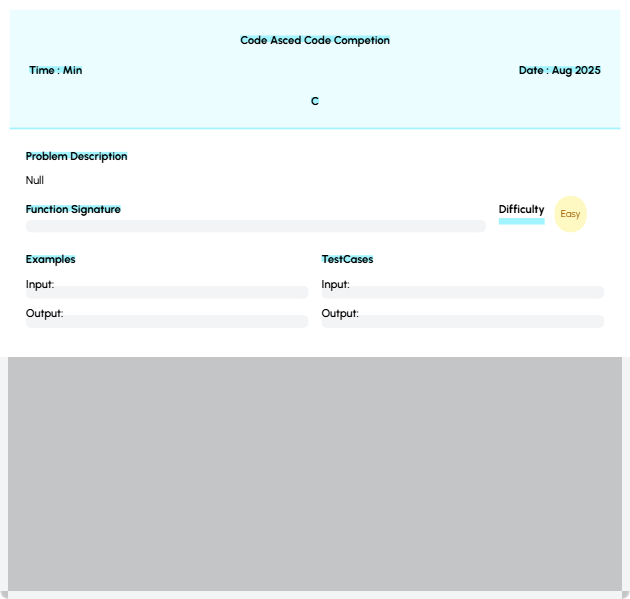 Code Asced Code Competion
Time : Min Date : Aug 2025
C
Problem Description
Null
Function Signature Difficulty Easy
Examples TestCases
Input: Input:
Output: Output: